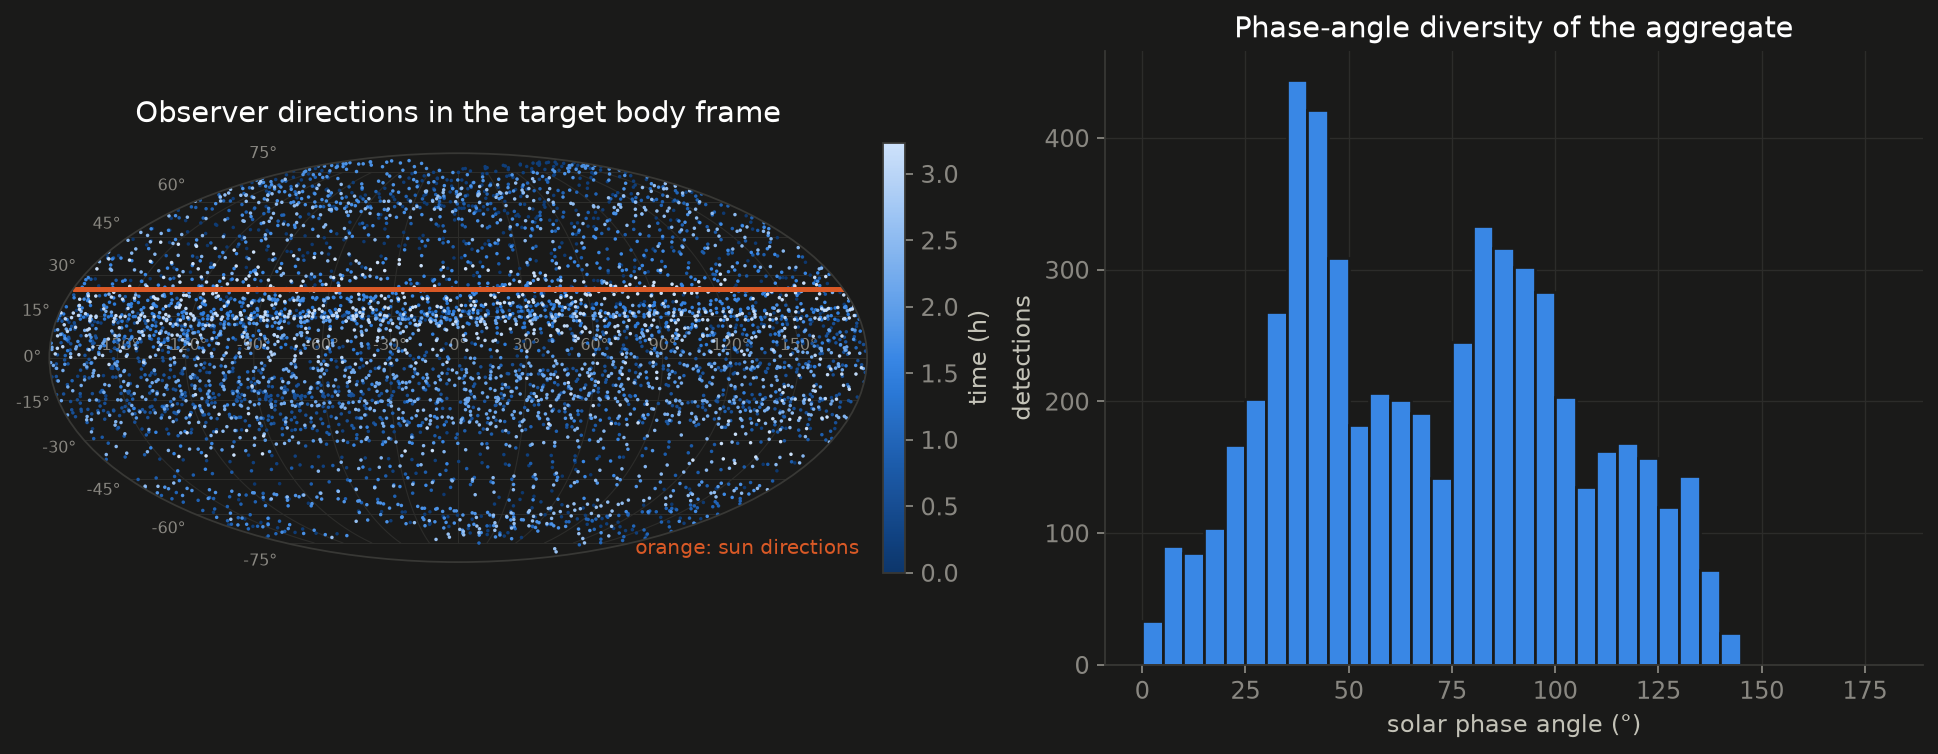 Observer directions in the target body frame
75°
60°
45°
30°
15°
0°
-15°
-30°
-45°
-60°
-75°
-150° -120° -90° -60° -30° 0° 30° 60° 90° 120° 150°
orange: sun directions
3.0
2.5
2.0
1.5
1.0
0.5
0.0
time (h)
Phase-angle diversity of the aggregate
detections
400
300
200
100
0
0 25 50 75 100 125 150 175
solar phase angle (°)